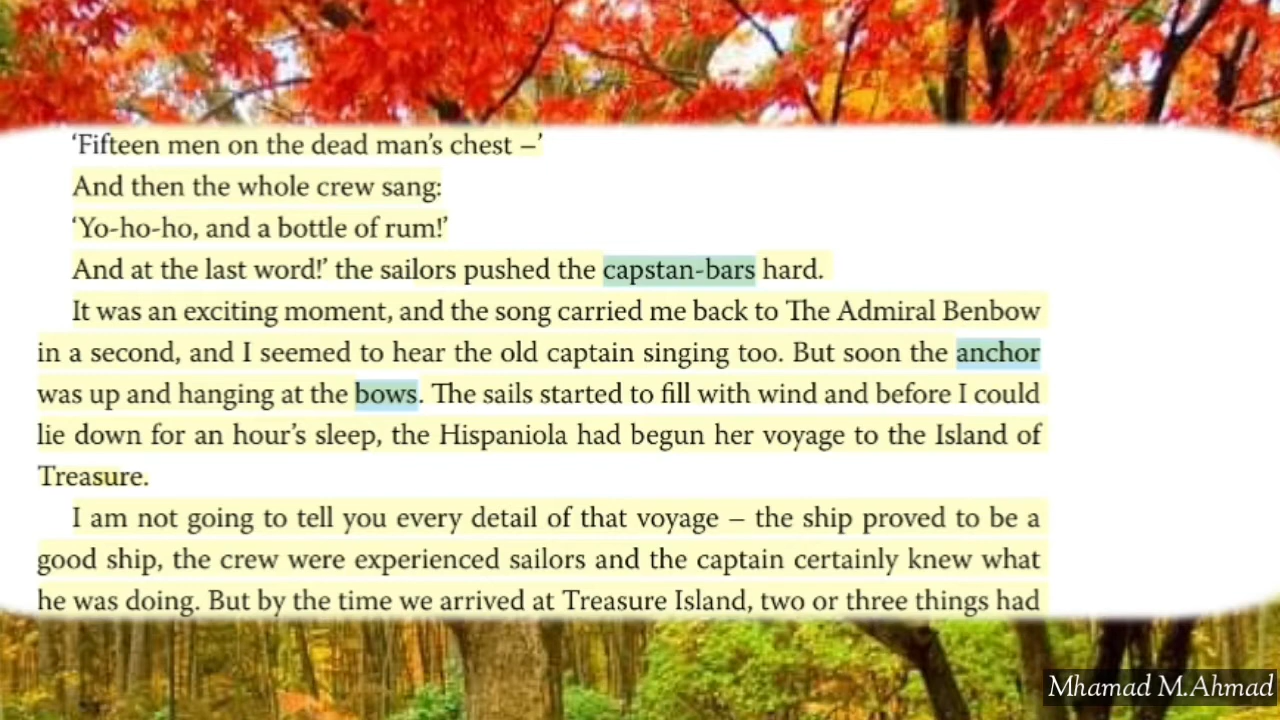 ‘Fifteen men on the dead man’s chest –’
And then the whole crew sang:
‘Yo-ho-ho, and a bottle of rum!’
And at the last word!’ the sailors pushed the capstan-bars hard.
It was an exciting moment, and the song carried me back to The Admiral Benbow
in a second, and I seemed to hear the old captain singing too. But soon the anchor
was up and hanging at the bows. The sails started to fill with wind and before I could
lie down for an hour’s sleep, the Hispaniola had begun her voyage to the Island of
Treasure.
I am not going to tell you every detail of that voyage – the ship proved to be a
good ship, the crew were experienced sailors and the captain certainly knew what
he was doing. But by the time we arrived at Treasure Island, two or three things had
Mhamad M.Ahmad